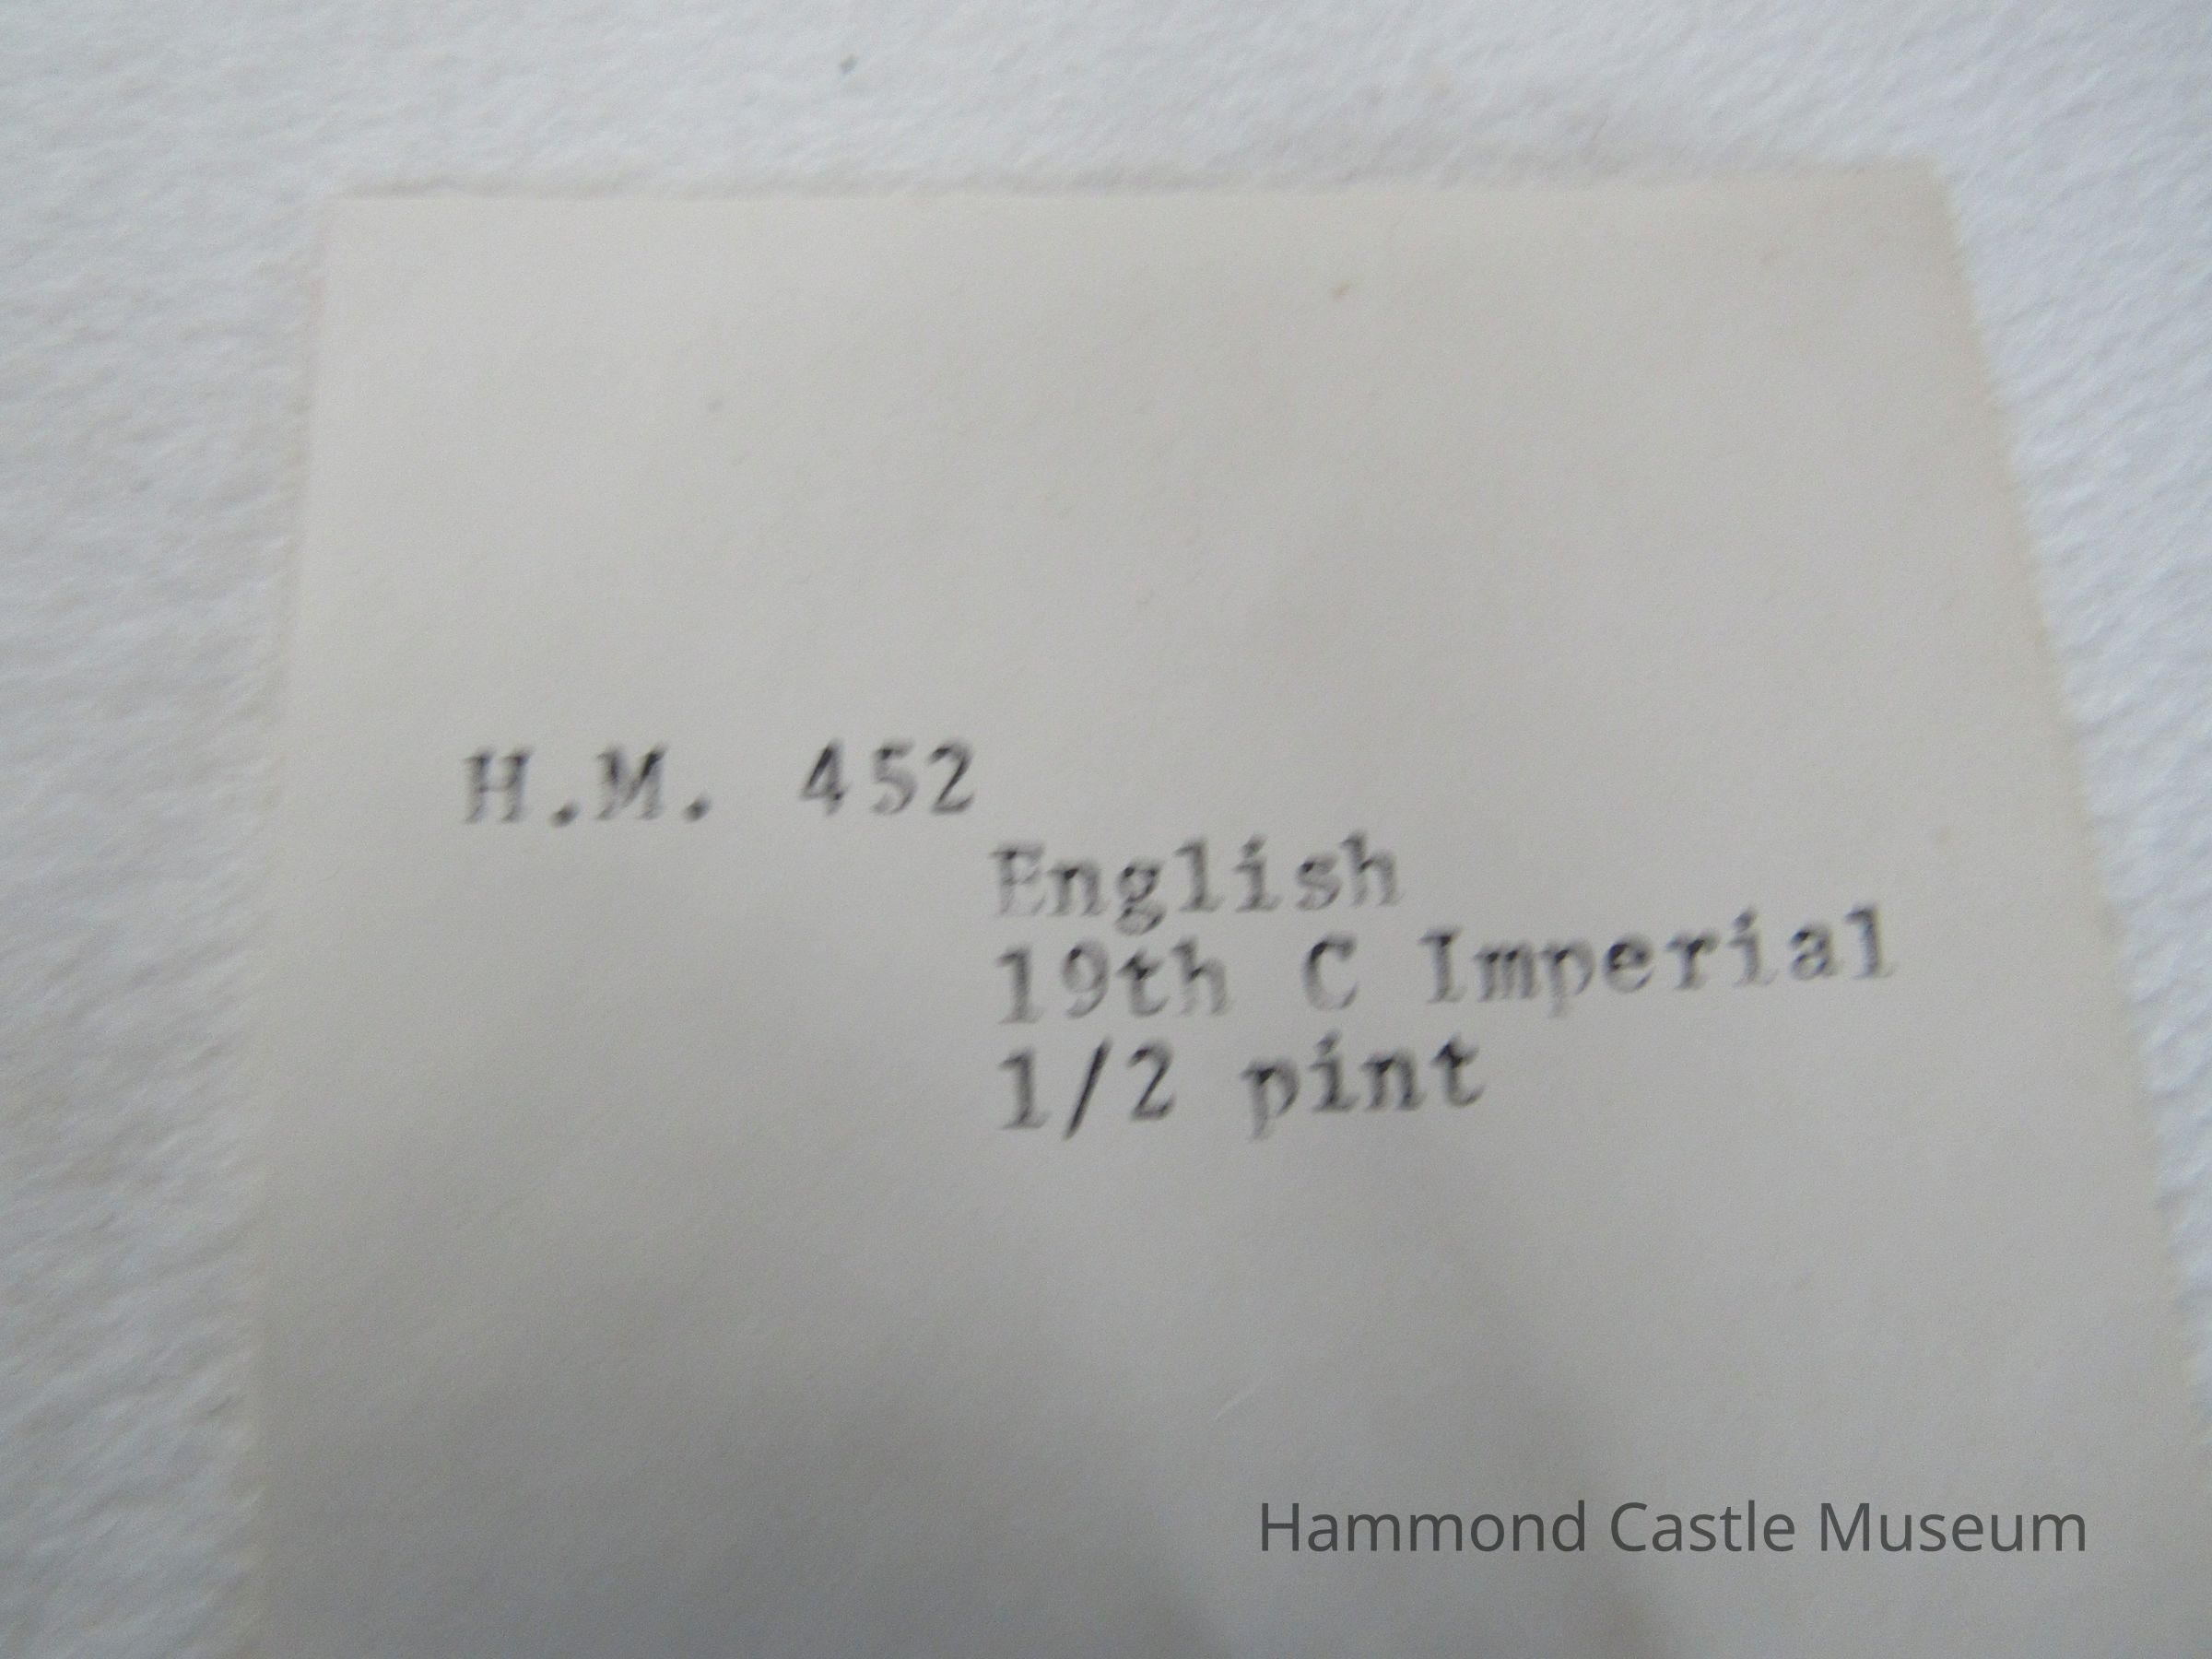 H.M. 452
English
19th C Imperial
1/2 pint
Hammond Castle Museum